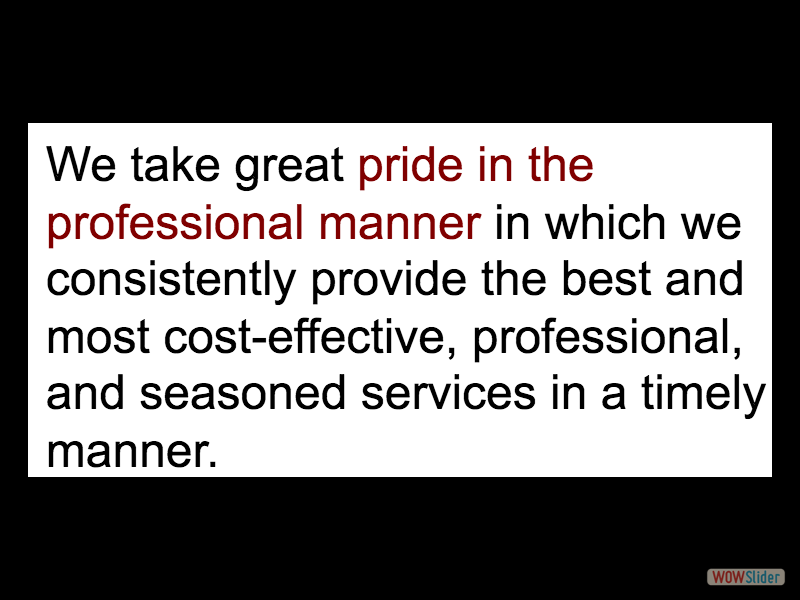 We take great pride in the
professional manner in which we
consistently provide the best and
most cost-effective, professional,
and seasoned services in a timely
manner.
WOWSlider